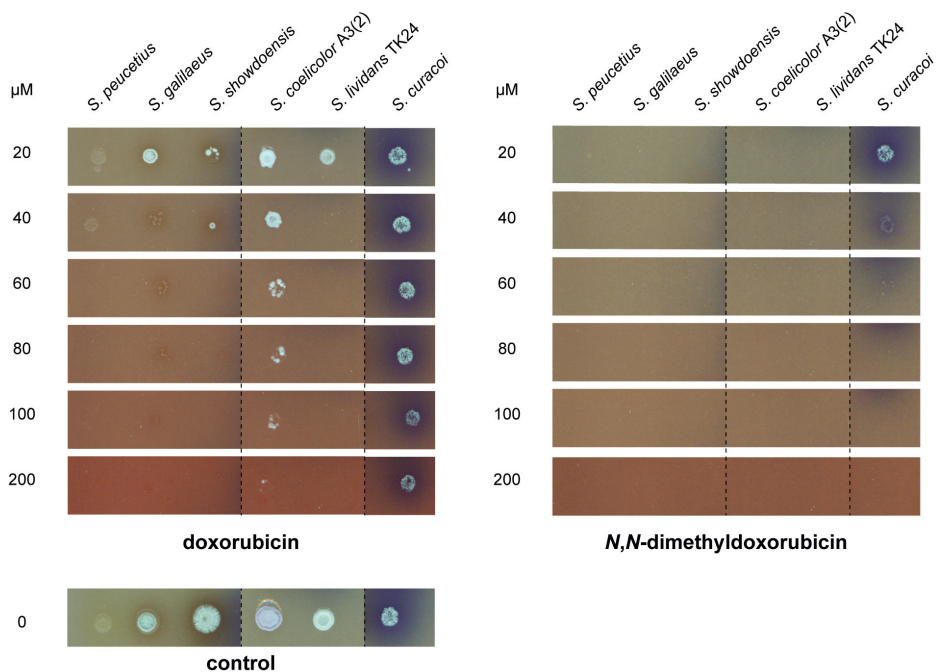 μM
S. peucetius
S. galilaeus
S. showdoensis
S. coelicolor A3(2)
S. lividans TK24
S. curacoi
20
40
60
80
100
200
doxorubicin
0
control
μM
S. peucetius
S. galilaeus
S. showdoensis
S. coelicolor A3(2)
S. lividans TK24
S. curacoi
20
40
60
80
100
200
N,N-dimethyldoxorubicin